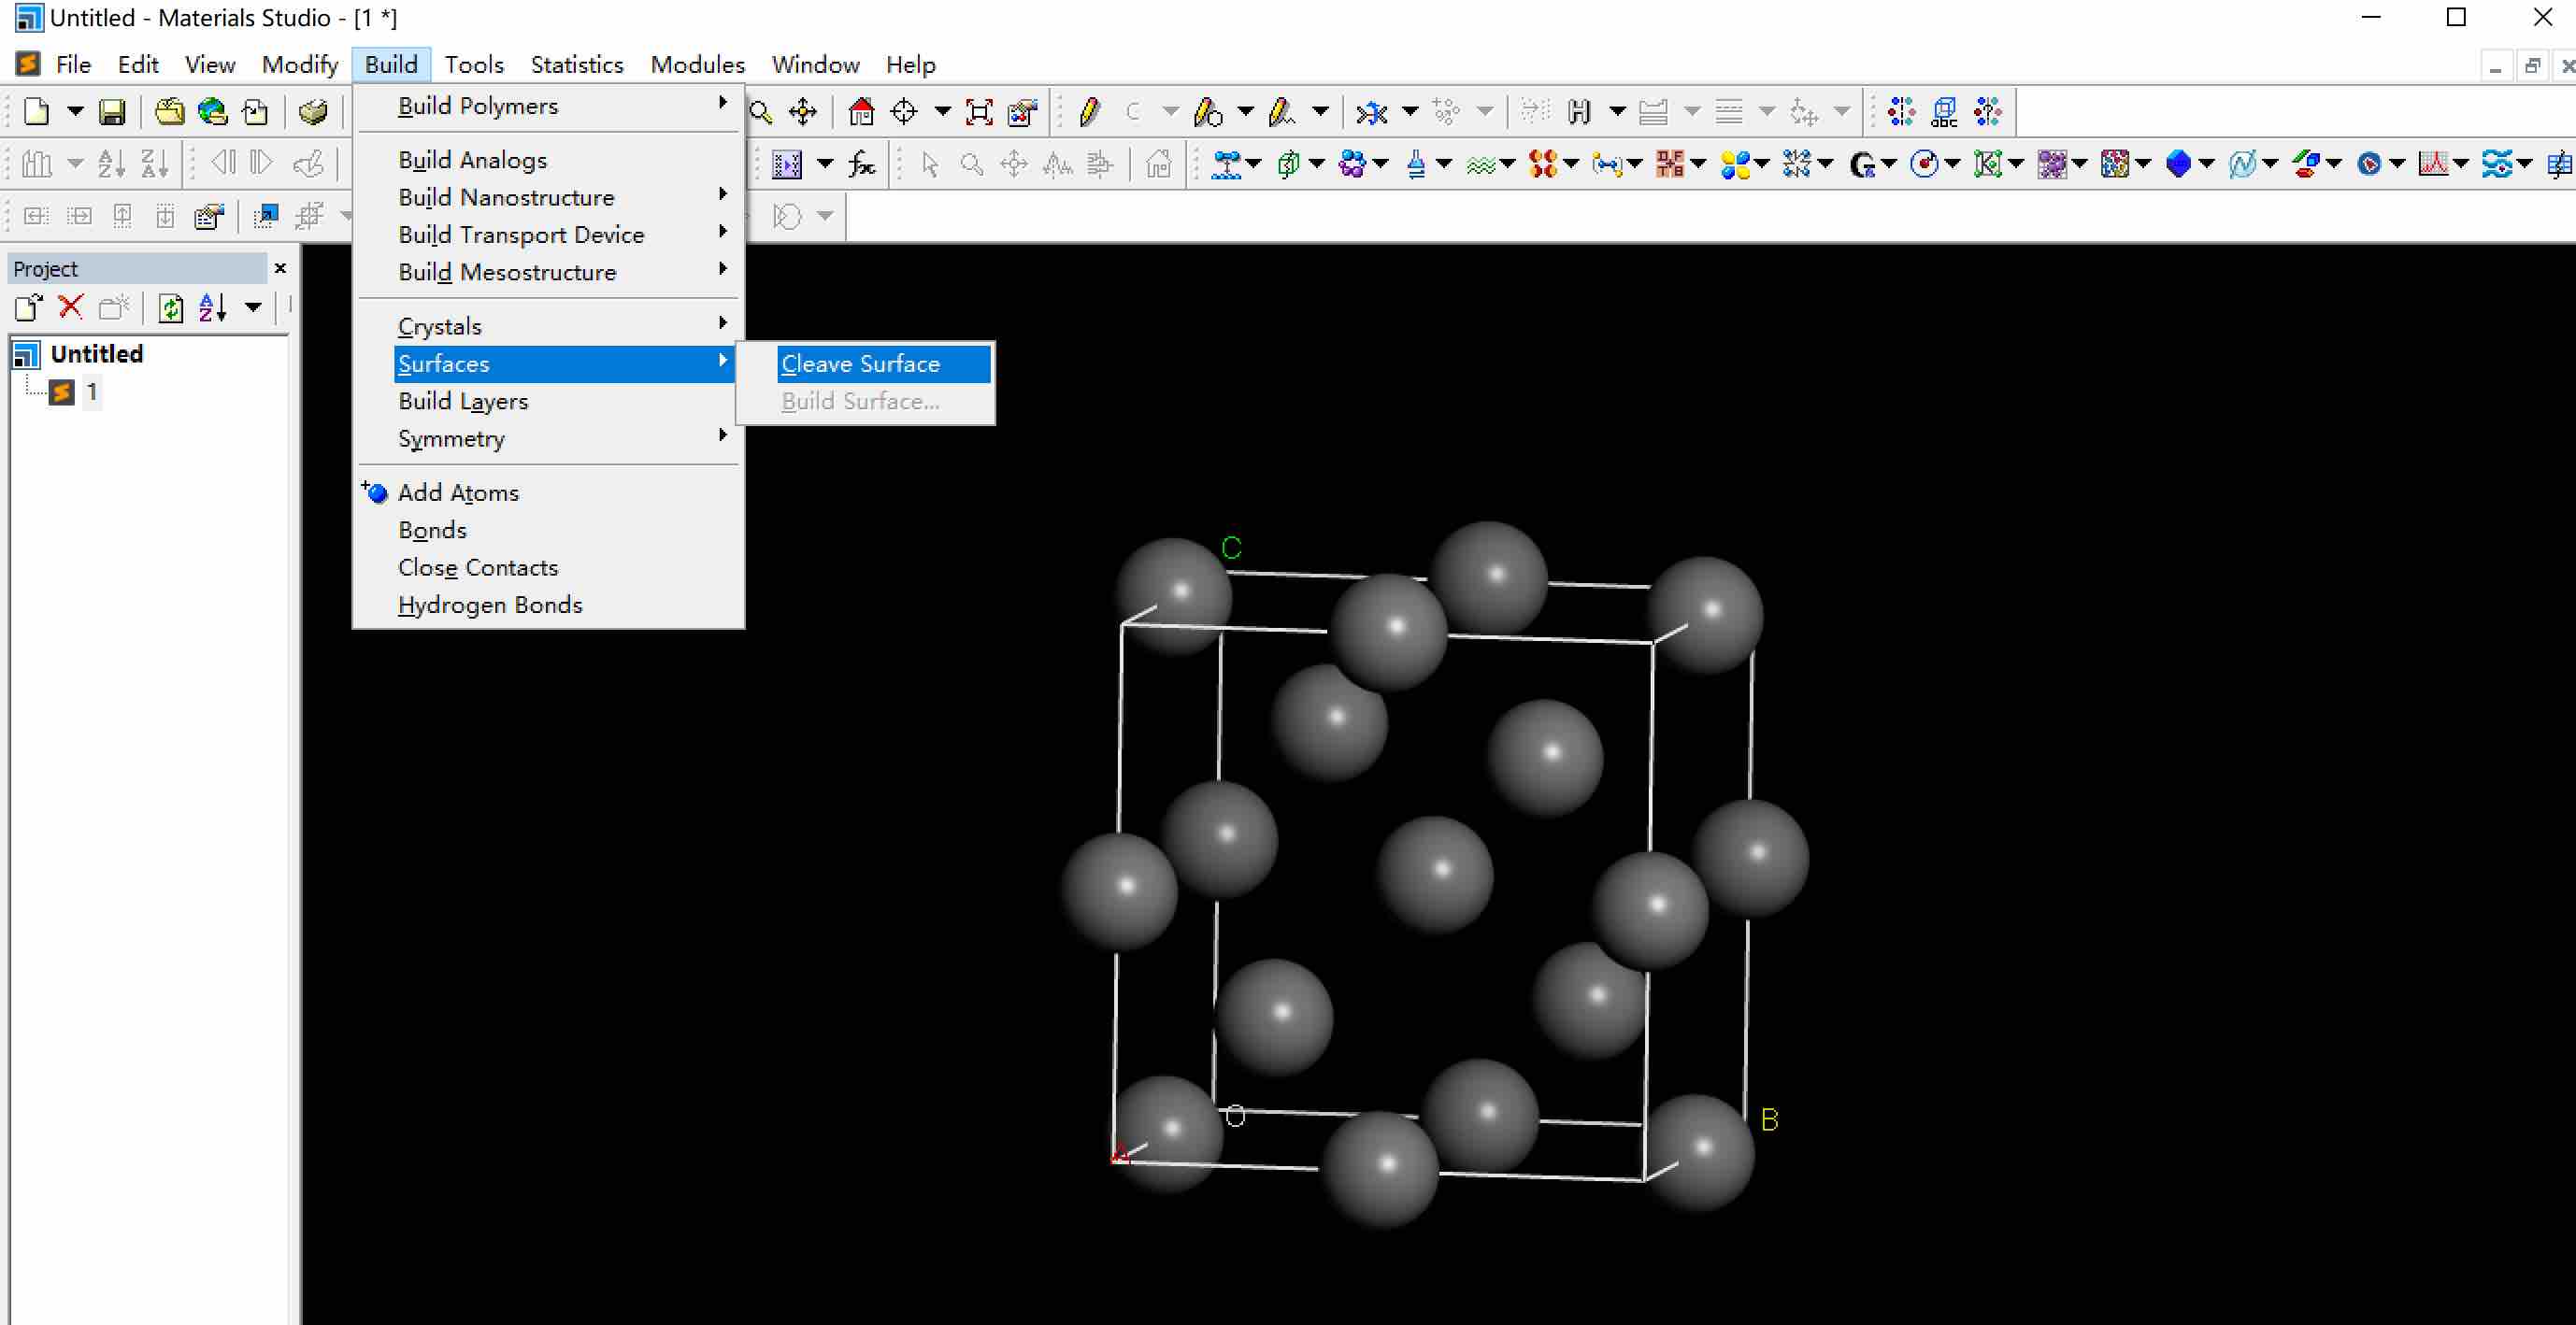 Untitled - Materials Studio - [1 *]
File Edit View Modify Build Tools Statistics Modules Window Help
Build Polymers
Build Analogs
Build Nanostructure
Build Transport Device
Build Mesostructure
Crystals
Surfaces
Cleave Surface
Build Surface...
Build Layers
Symmetry
Add Atoms
Bonds
Close Contacts
Hydrogen Bonds
Project
Untitled
1
C
O
B
A